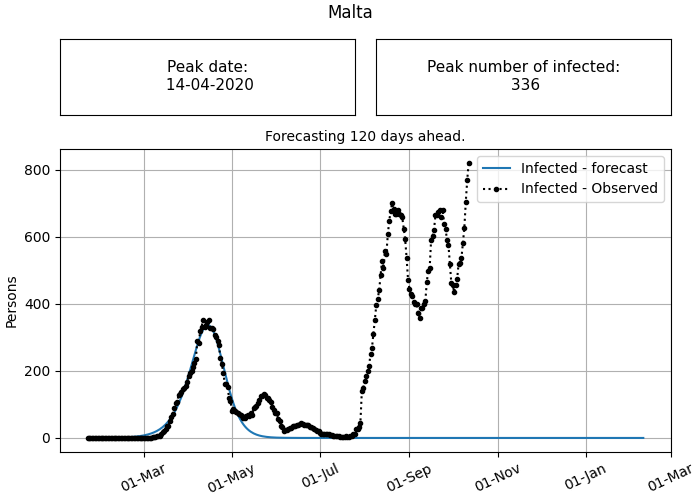 Malta
Peak date:
14-04-2020
Peak number of infected:
336
Forecasting 120 days ahead.
800
600
400
200
0
Persons
Infected - forecast
Infected - Observed
01-Mar
01-May
01-Jul
01-Sep
01-Nov
01-Jan
01-Mar